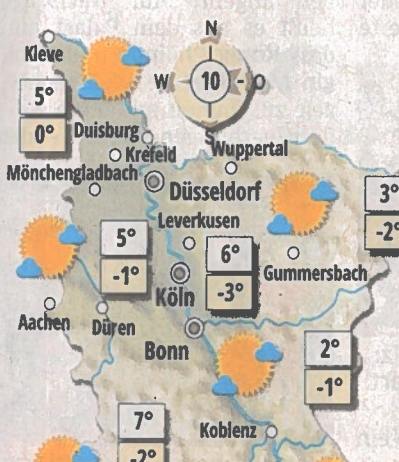 N
Kleve
W
10
O
5°
0°
S
Duisburg
Krefeld
Wuppertal
Mönchengladbach
Düsseldorf
3°
-2°
Leverkusen
5°
-1°
6°
-3°
Gummersbach
Köln
Aachen
Düren
Bonn
2°
-1°
7°
-2°
Koblenz